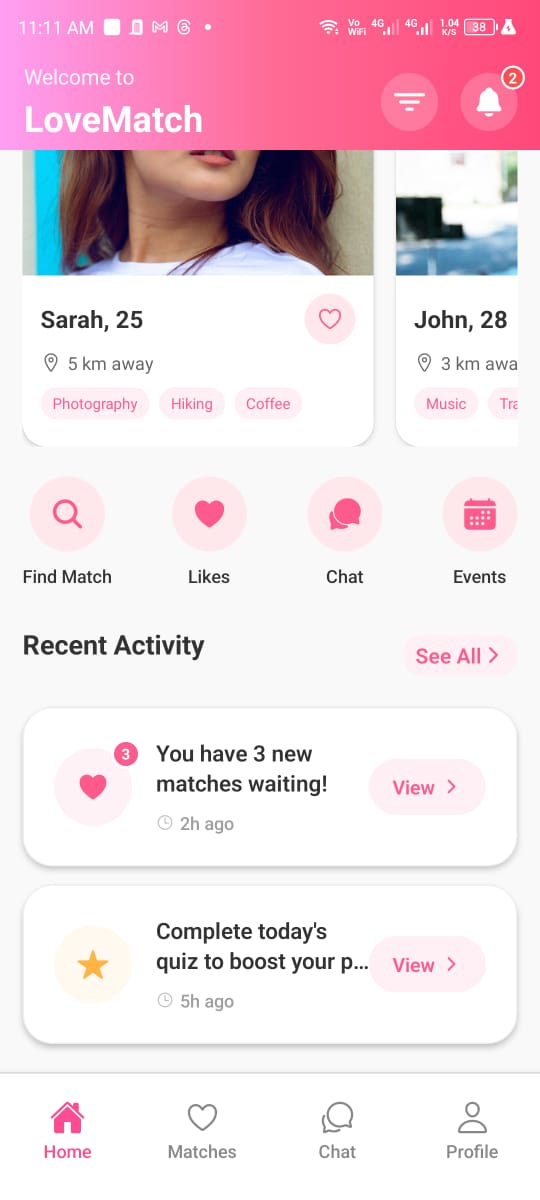 11:11 AM
Vo WiFi 4G 4G 1.04 K/S 38
Welcome to
LoveMatch
2
Sarah, 25
5 km away
Photography Hiking Coffee
John, 28
3 km awa
Music Tra
Find Match Likes Chat Events
Recent Activity
See All
3
You have 3 new
matches waiting!
2h ago
View
Complete today's
quiz to boost your p...
5h ago
View
Home Matches Chat Profile